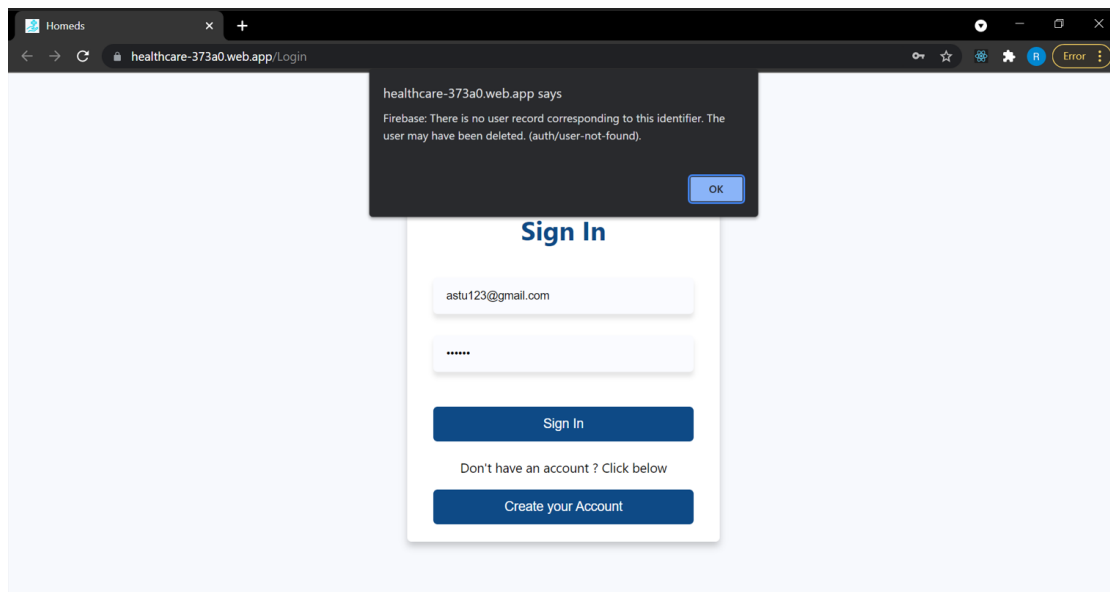 Homeds
healthcare-373a0.web.app/Login
R
Error
healthcare-373a0.web.app says
Firebase: There is no user record corresponding to this identifier. The
user may have been deleted. (auth/user-not-found).
OK
Sign In
astu123@gmail.com
••••••
Sign In
Don't have an account ? Click below
Create your Account